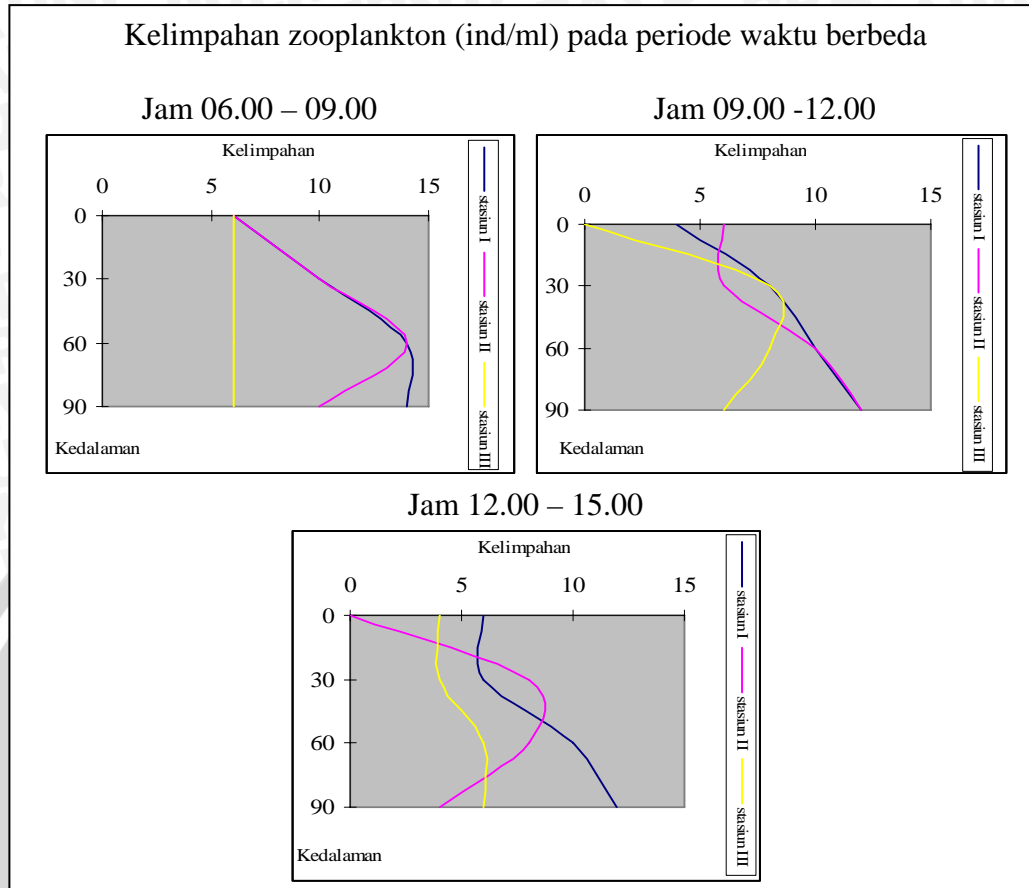 Kelimpahan zooplankton (ind/ml) pada periode waktu berbeda
Jam 06.00 – 09.00
Kelimpahan
0 5 10 15
0
30
60
90
Kedalaman
stasiun I
stasiun II
stasiun III
Jam 09.00 -12.00
Kelimpahan
0 5 10 15
0
30
60
90
Kedalaman
stasiun I
stasiun II
stasiun III
Jam 12.00 – 15.00
Kelimpahan
0 5 10 15
0
30
60
90
Kedalaman
stasiun I
stasiun II
stasiun III